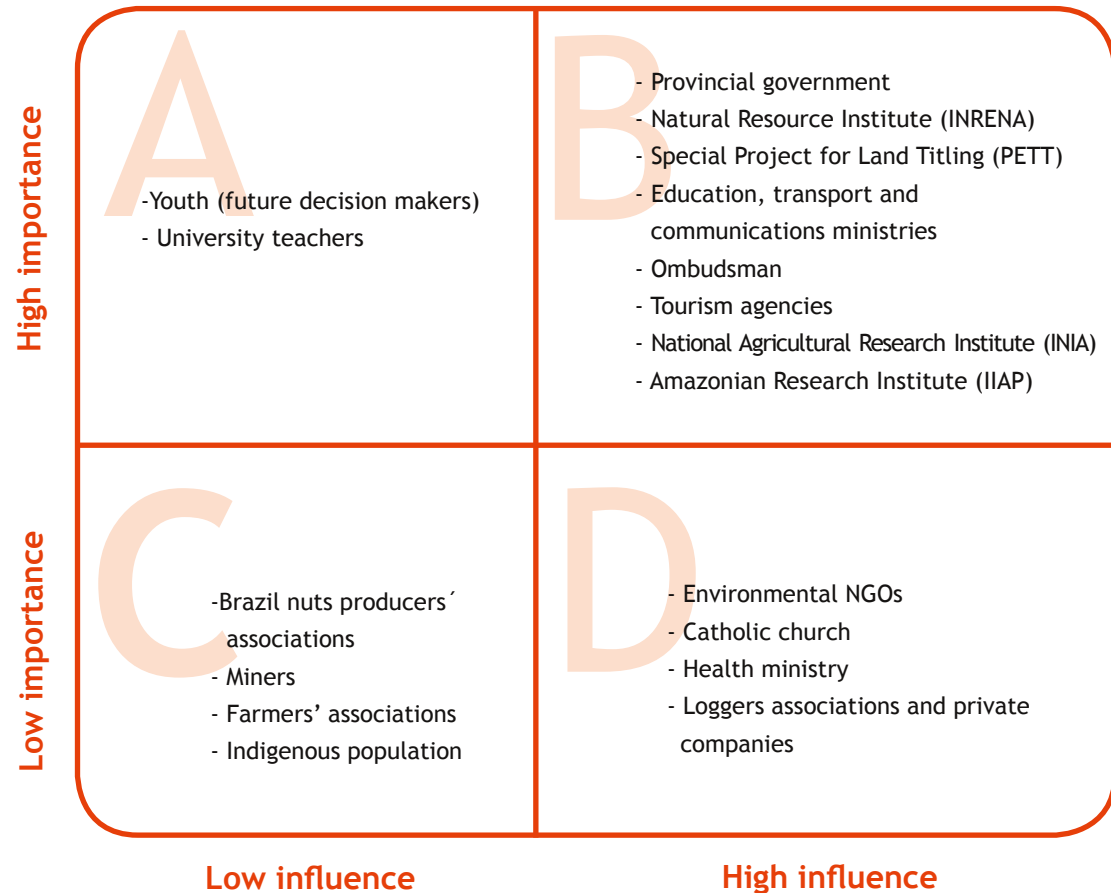 High importance
A
-Youth (future decision makers)
- University teachers
B
- Provincial government
- Natural Resource Institute (INRENA)
- Special Project for Land Titling (PETT)
- Education, transport and
communications ministries
- Ombudsman
- Tourism agencies
- National Agricultural Research Institute (INIA)
- Amazonian Research Institute (IIAP)
Low importance
C
-Brazil nuts producers´
associations
- Miners
- Farmers’ associations
- Indigenous population
D
- Environmental NGOs
- Catholic church
- Health ministry
- Loggers associations and private
companies
Low influence
High influence